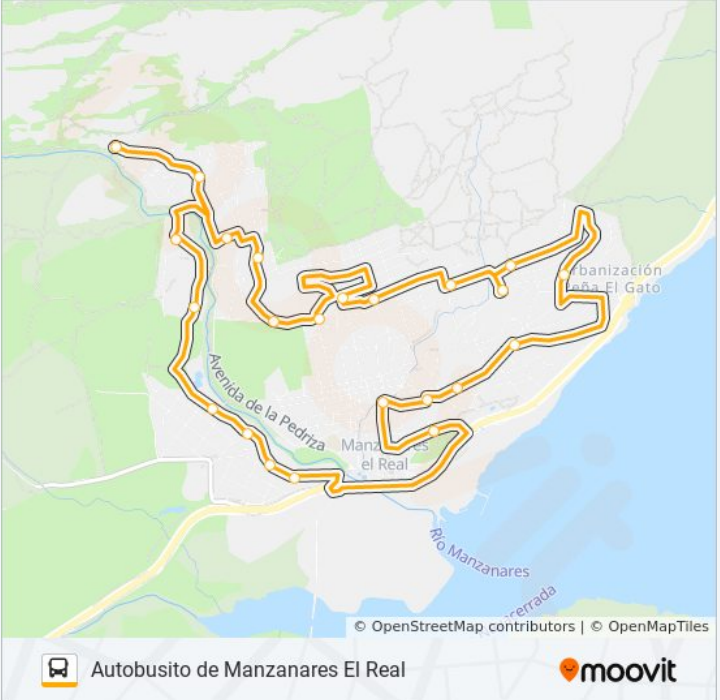 Urbanización
Peña El Gato
Avenida de la Pedriza
Manzanares
el Real
Río Manzanares
© OpenStreetMap contributors | © OpenMapTiles
Autobusito de Manzanares El Real
moovit